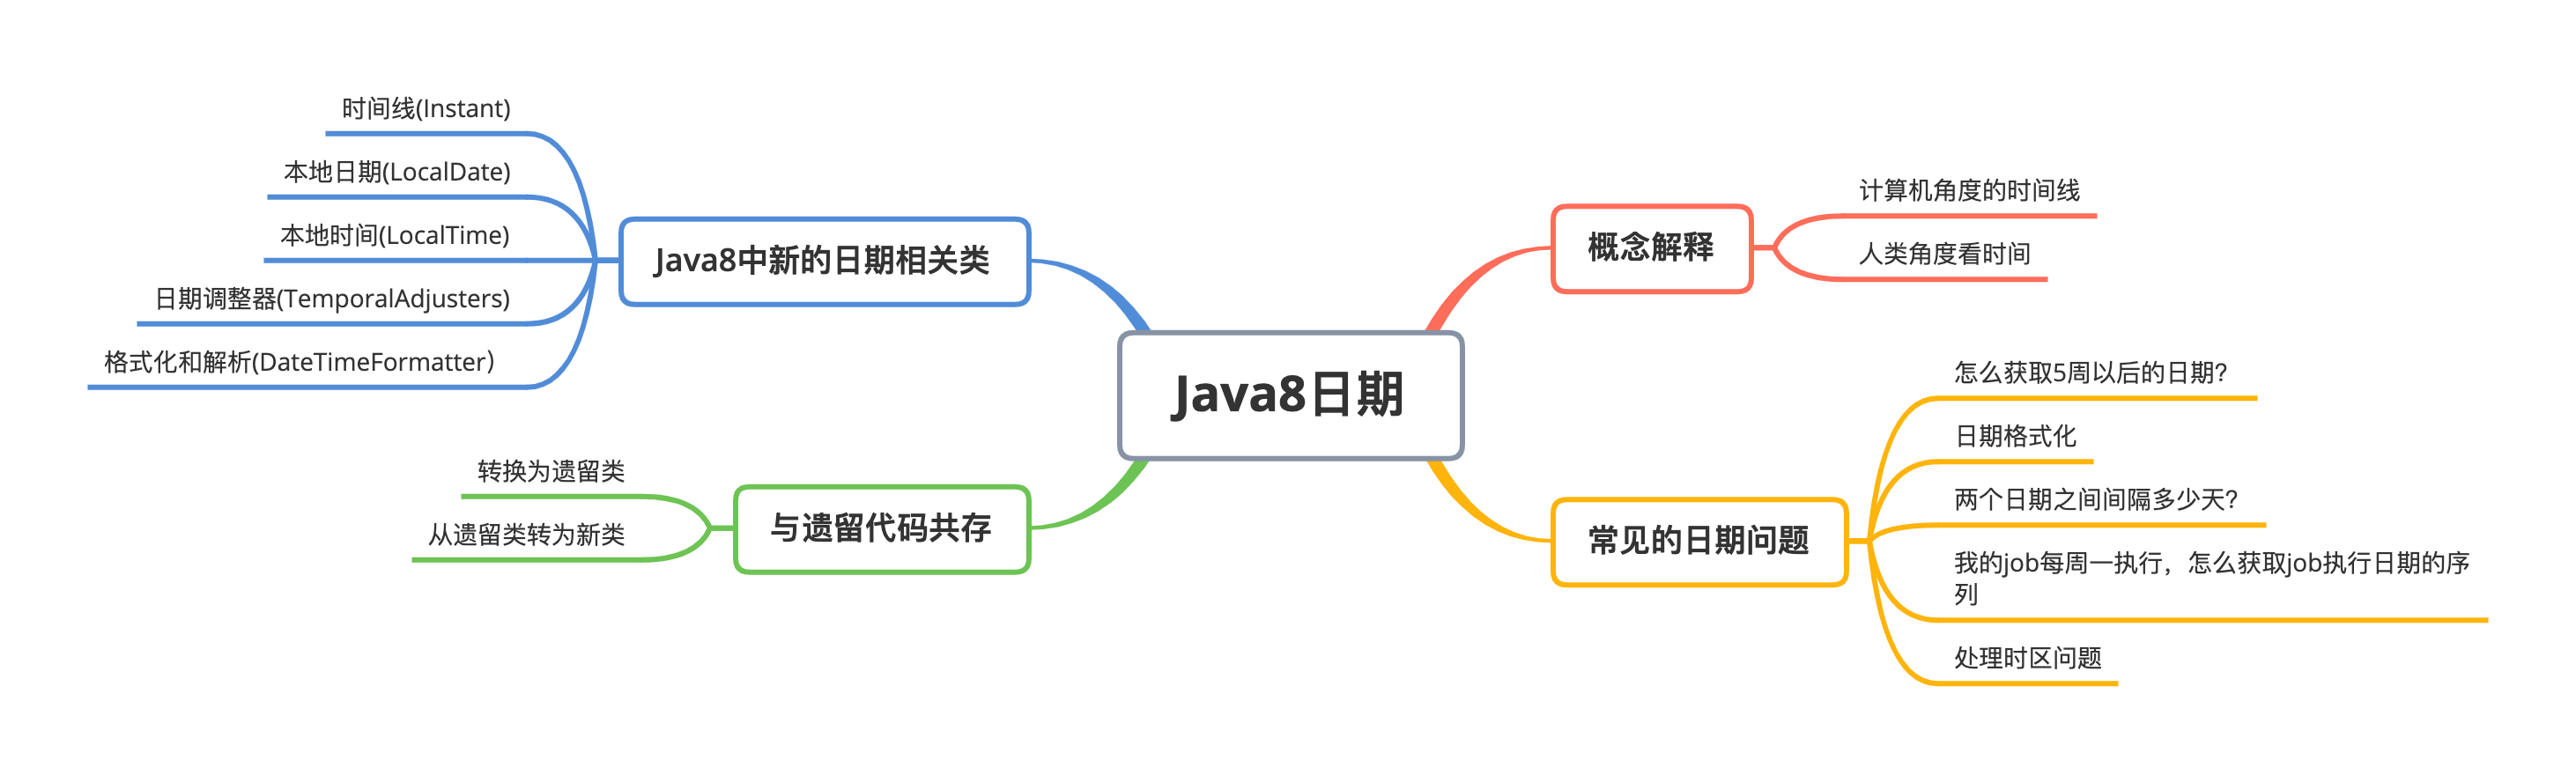 Java8日期
概念解释
计算机角度的时间线
人类角度看时间
常见的日期问题
怎么获取5周以后的日期?
日期格式化
两个日期之间间隔多少天?
我的job每周一执行，怎么获取job执行日期的序
列
处理时区问题
Java8中新的日期相关类
时间线(Instant)
本地日期(LocalDate)
本地时间(LocalTime)
日期调整器(TemporalAdjusters)
格式化和解析(DateTimeFormatter）
与遗留代码共存
转换为遗留类
从遗留类转为新类